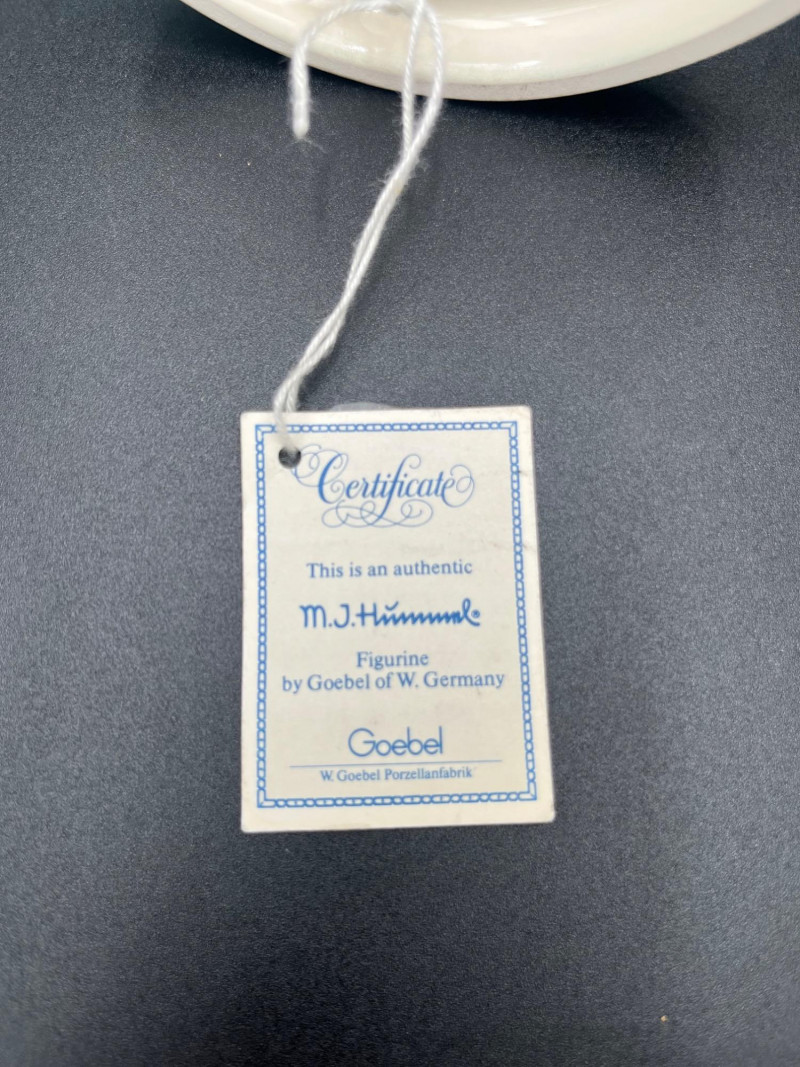 Certificate
This is an authentic
M.J.Hummel®
Figurine
by Goebel of W. Germany
Goebel
W. Goebel Porzellanfabrik